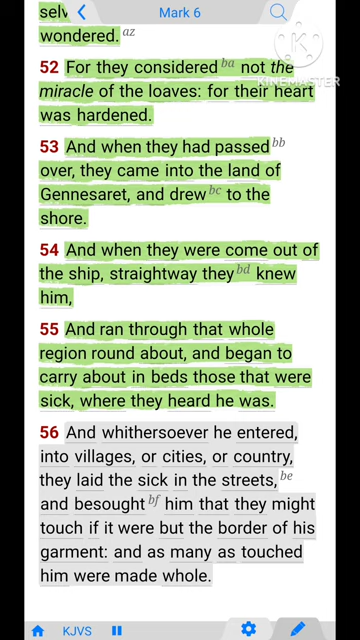 selv
Mark 6
wondered. az
KINEMASTER
52 For they considered ba not the
miracle of the loaves: for their heart
was hardened.
53 And when they had passed bb
over, they came into the land of
Gennesaret, and drew bc to the
shore.
54 And when they were come out of
the ship, straightway they bd knew
him,
55 And ran through that whole
region round about, and began to
carry about in beds those that were
sick, where they heard he was.
56 And whithersoever he entered,
into villages, or cities, or country,
they laid the sick in the streets, be
and besought bf him that they might
touch if it were but the border of his
garment: and as many as touched
him were made whole.
KJVS